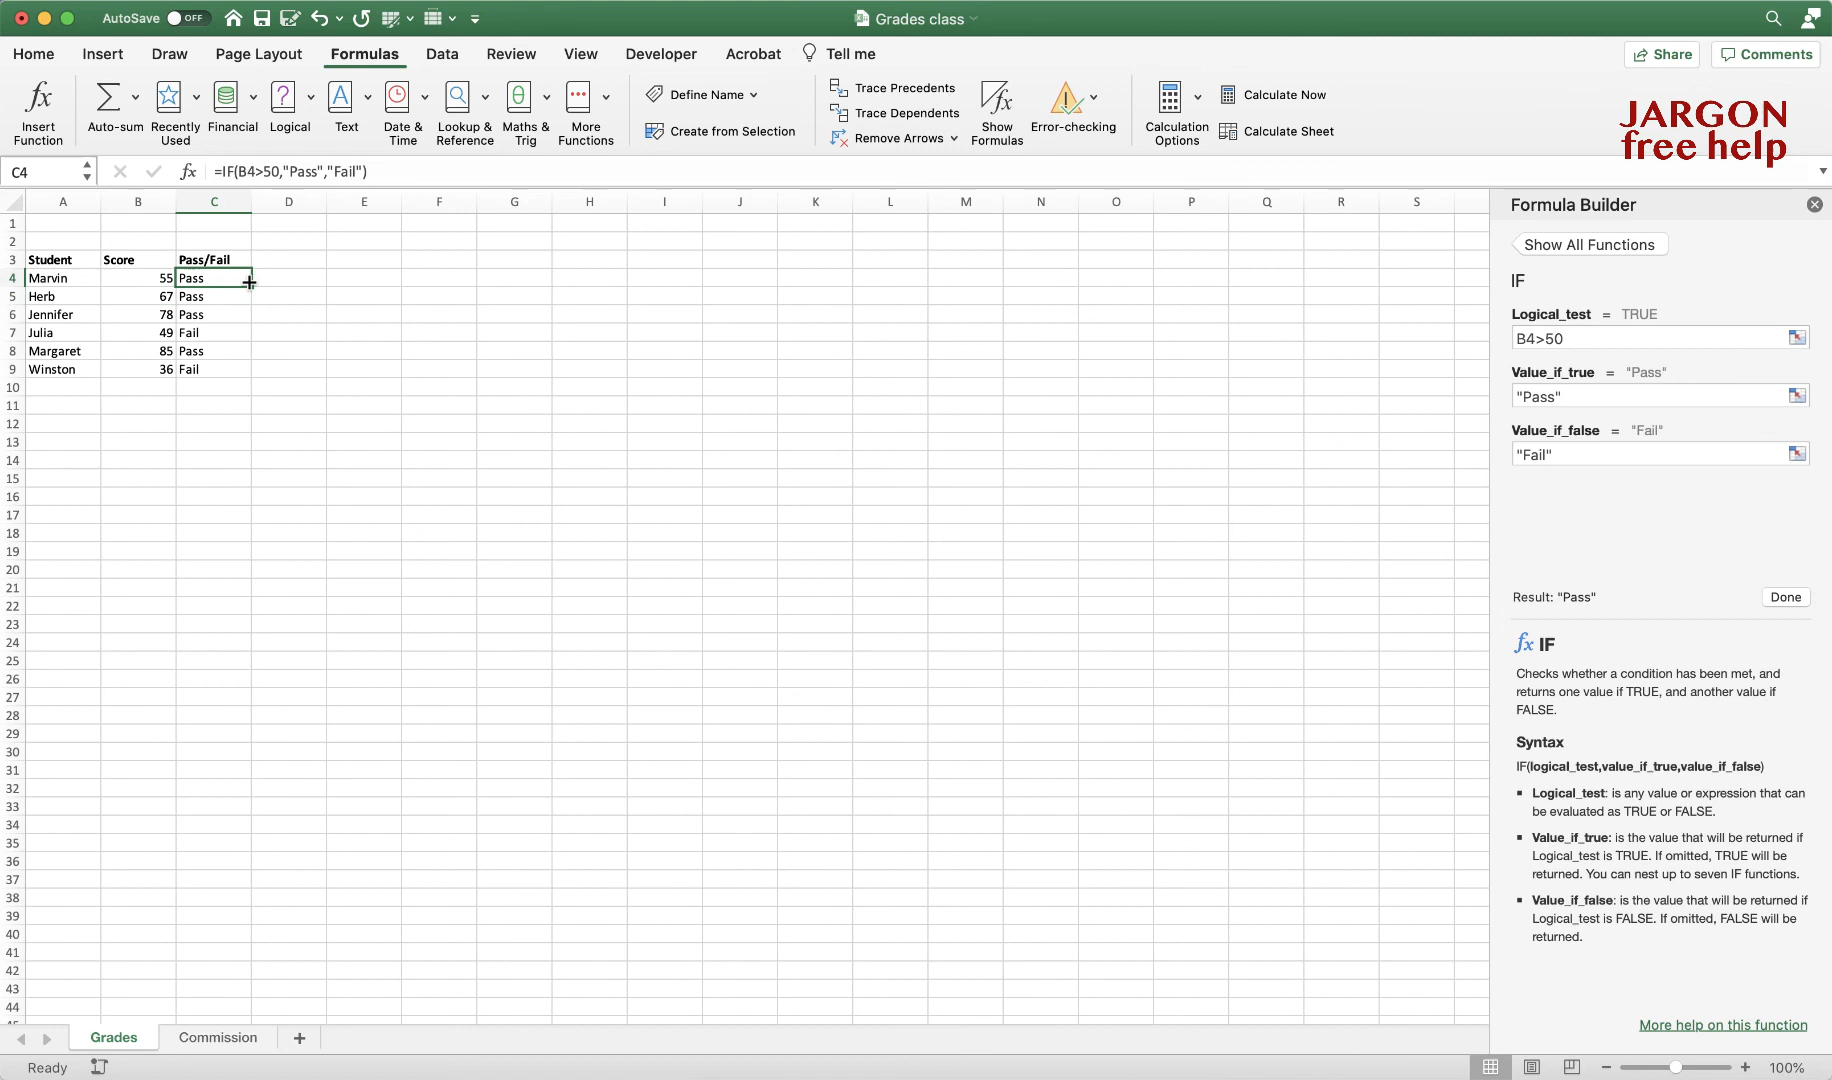 AutoSave OFF
Grades class
Home Insert Draw Page Layout Formulas Data Review View Developer Acrobat Tell me
Share Comments
Insert Function
Auto-sum
Recently Used
Financial
Logical
Text
Date & Time
Lookup & Reference
Maths & Trig
More Functions
Define Name
Create from Selection
Trace Precedents
Trace Dependents
Remove Arrows
Show Formulas
Error-checking
Calculation Options
Calculate Now
Calculate Sheet
JARGON
free help
C4 fx =IF(B4>50,"Pass","Fail")
A B C D E F G H I J K L M N O P Q R S
1
2
3 Student Score Pass/Fail
4 Marvin 55 Pass
5 Herb 67 Pass
6 Jennifer 78 Pass
7 Julia 49 Fail
8 Margaret 85 Pass
9 Winston 36 Fail
10
11
12
13
14
15
16
17
18
19
20
21
22
23
24
25
26
27
28
29
30
31
32
33
34
35
36
37
38
39
40
41
42
43
44
Formula Builder
Show All Functions
IF
Logical_test = TRUE
B4>50
Value_if_true = "Pass"
"Pass"
Value_if_false = "Fail"
"Fail"
Result: "Pass" Done
fx IF
Checks whether a condition has been met, and
returns one value if TRUE, and another value if
FALSE.
Syntax
IF(logical_test,value_if_true,value_if_false)
▪ Logical_test: is any value or expression that can
be evaluated as TRUE or FALSE.
▪ Value_if_true: is the value that will be returned if
Logical_test is TRUE. If omitted, TRUE will be
returned. You can nest up to seven IF functions.
▪ Value_if_false: is the value that will be returned if
Logical_test is FALSE. If omitted, FALSE will be
returned.
More help on this function
Grades Commission +
Ready
100%